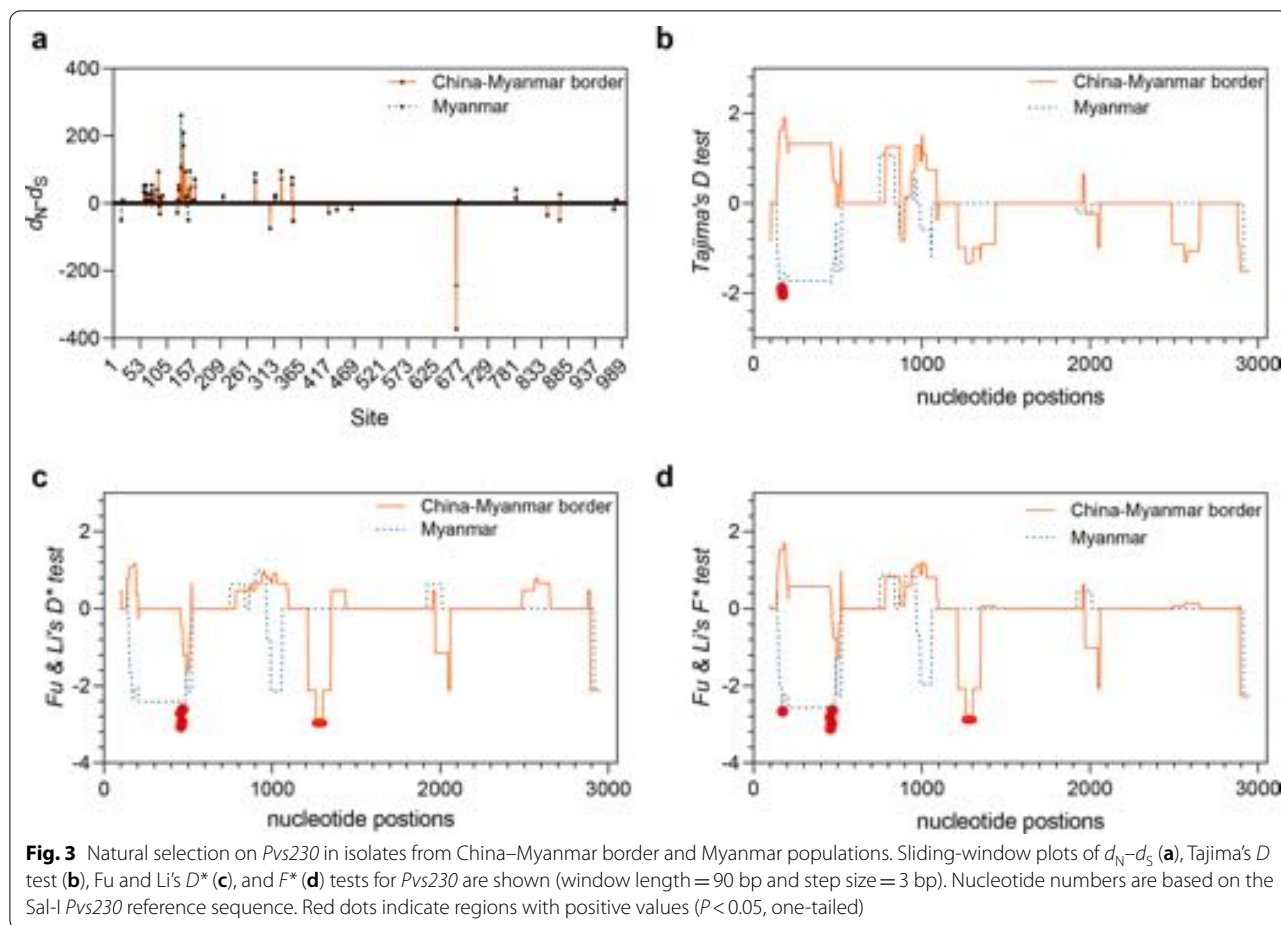 a
China-Myanmar border
Myanmar
400
200
0
-200
-400
dN-dS
1
53
105
157
209
261
313
365
417
469
521
573
625
677
729
781
833
885
937
989
Site
b
China-Myanmar border
Myanmar
2
0
-2
Tajima's D test
0
1000
2000
3000
nucleotide postions
c
China-Myanmar border
Myanmar
2
0
-2
-4
Fu & Li's D* test
0
1000
2000
3000
nucleotide postions
d
China-Myanmar border
Myanmar
2
0
-2
-4
Fu & Li's F* test
0
1000
2000
3000
nucleotide postions
Fig. 3 Natural selection on Pvs230 in isolates from China–Myanmar border and Myanmar populations. Sliding-window plots of dN–dS (a), Tajima's D
test (b), Fu and Li's D* (c), and F* (d) tests for Pvs230 are shown (window length = 90 bp and step size = 3 bp). Nucleotide numbers are based on the
Sal-I Pvs230 reference sequence. Red dots indicate regions with positive values (P < 0.05, one-tailed)